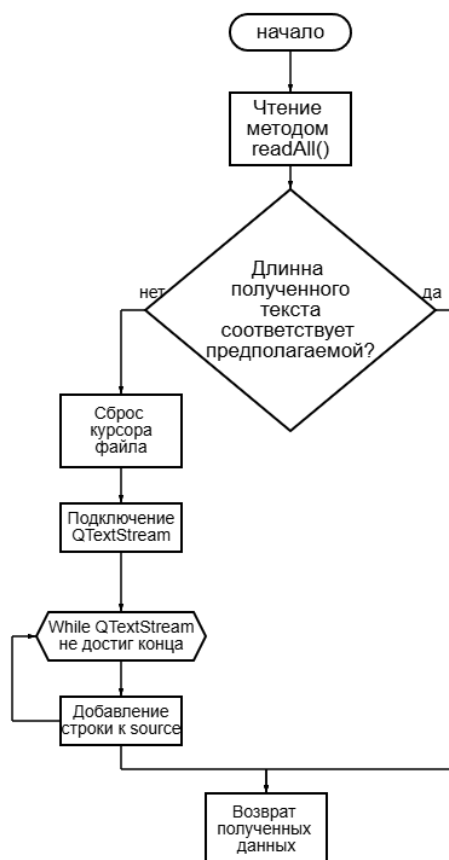 начало
Чтение
методом
readAll()
Длинна
полученного
текста
соответствует
предполагаемой?
нет
да
Сброс
курсора
файла
Подключение
QTextStream
While QTextStream
не достиг конца
Добавление
строки к source
Возврат
полученных
данных